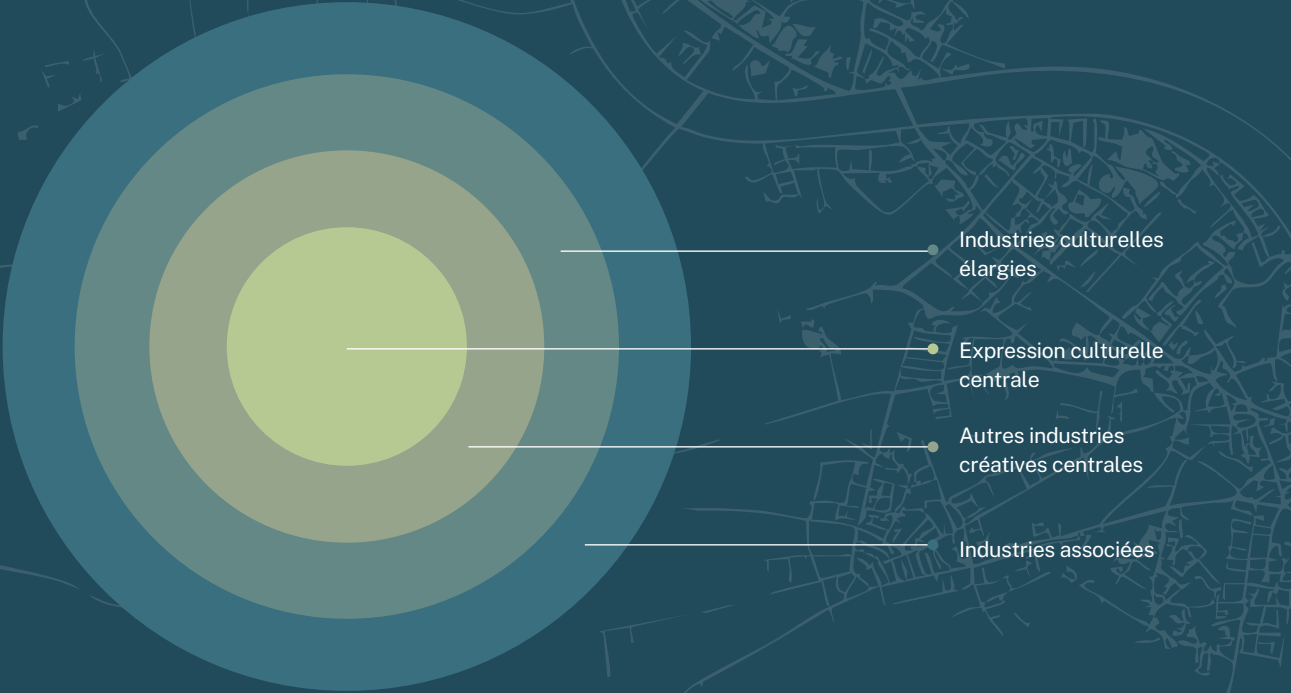 Industries culturelles
élargies
Expression culturelle
centrale
Autres industries
créatives centrales
Industries associées